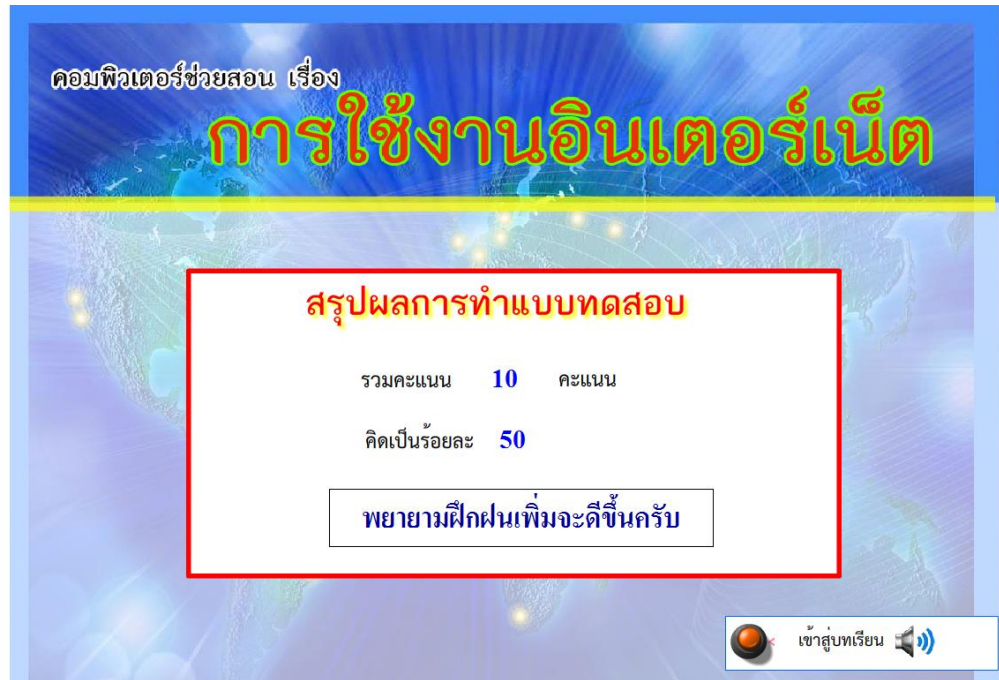 คอมพิวเตอร์ช่วยสอน เรื่อง
การใช้งานอินเตอร์เน็ต
สรุปผลการทำแบบทดสอบ
รวมคะแนน 10 คะแนน
คิดเป็นร้อยละ 50
พยายามฝึกฝนเพิ่มจะดีขึ้นครับ
เข้าสู่บทเรียน